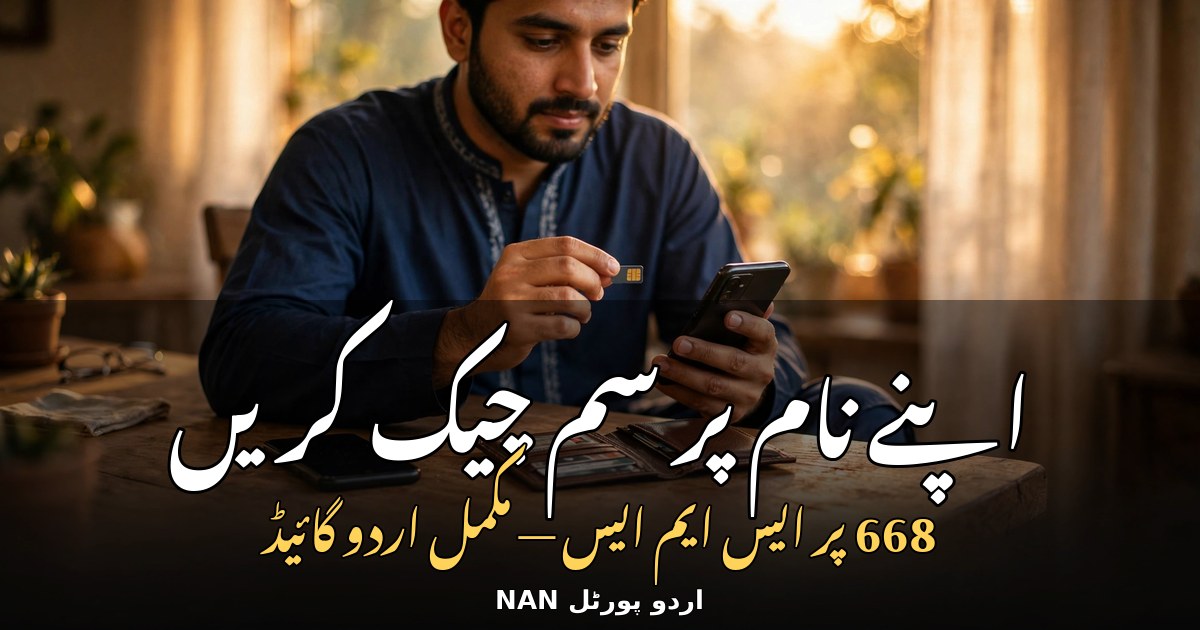 اپنے نام پر سم چیک کریں
668 پر ایس ایم ایس — مکمل اردو گائیڈ
اردو پورٹل NAN